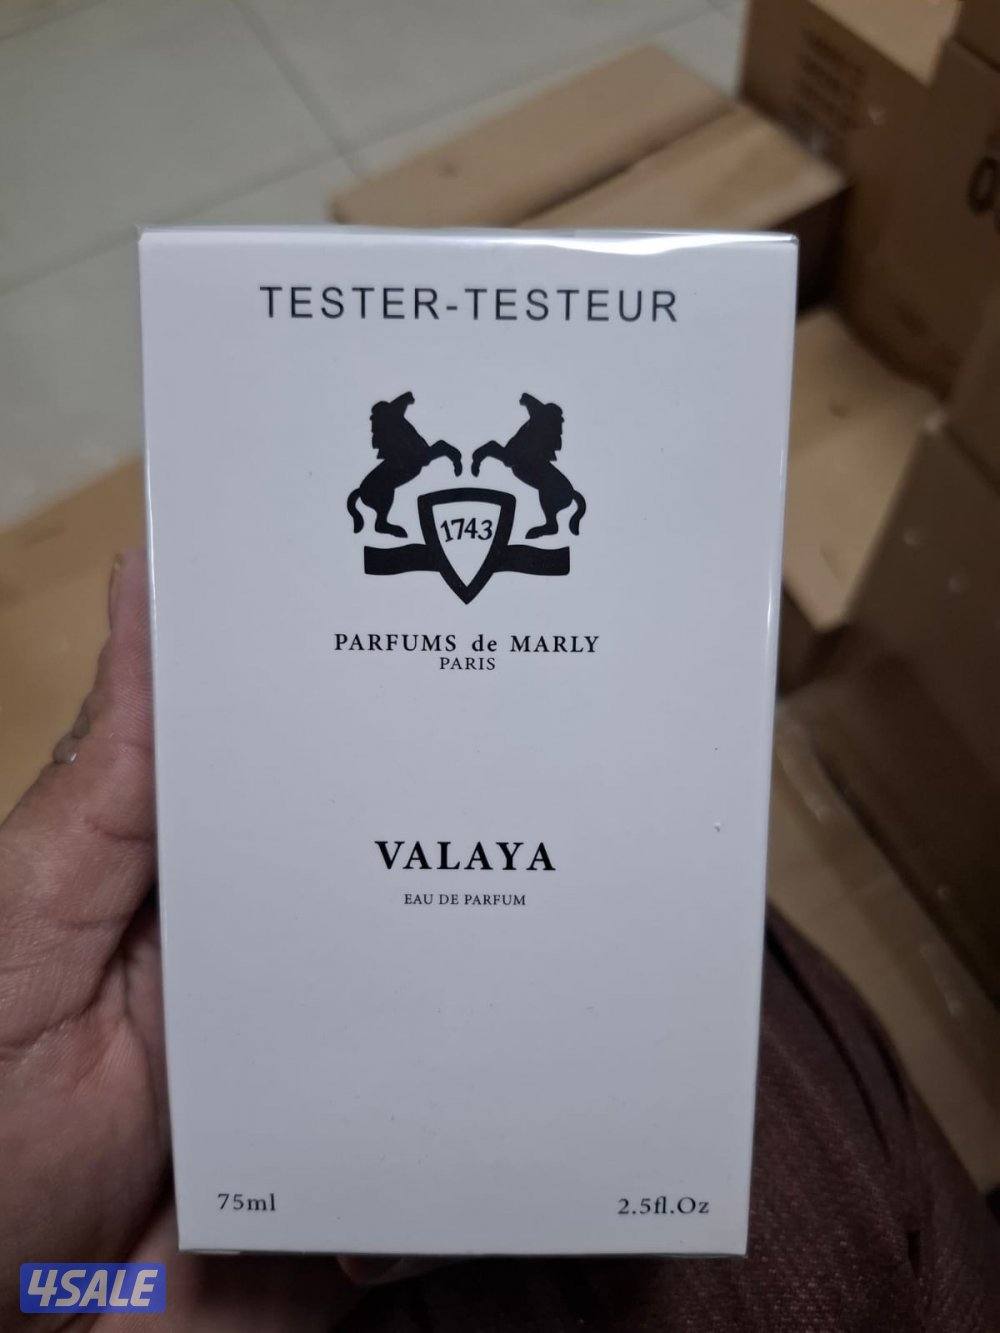 TESTER-TESTEUR
1743
PARFUMS de MARLY
PARIS
VALAYA
EAU DE PARFUM
75ml
2.5fl.Oz
4SALE